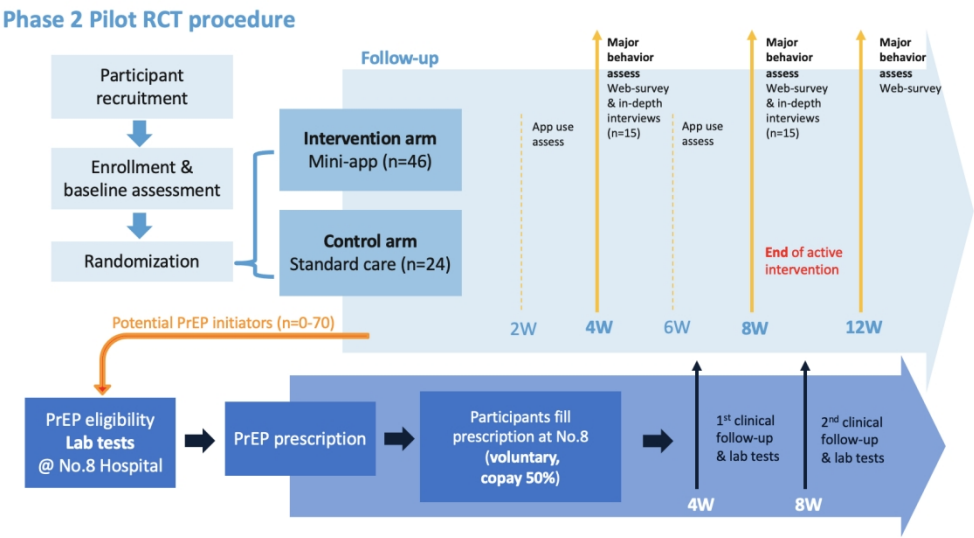 Phase 2 Pilot RCT procedure
Participant
recruitment
Enrollment &
baseline assessment
Randomization
Intervention arm
Mini-app (n=46)
Control arm
Standard care (n=24)
Follow-up
App use
assess
Major
behavior
assess
Web-survey
& in-depth
interviews
(n=15)
App use
assess
Major
behavior
assess
Web-survey
& in-depth
interviews
(n=15)
Major
behavior
assess
Web-survey
End of active
intervention
2W
4W
6W
8W
12W
Potential PrEP initiators (n=0-70)
PrEP eligibility
Lab tests
@ No.8 Hospital
PrEP prescription
Participants fill
prescription at No.8
(voluntary,
copay 50%)
1st clinical
follow-up
& lab tests
2nd clinical
follow-up
& lab tests
4W
8W